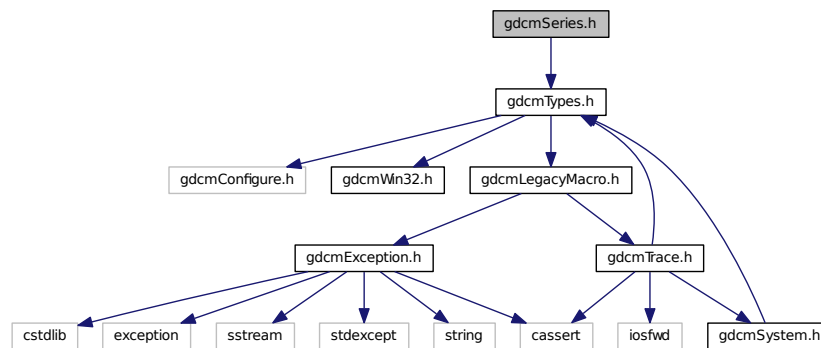 gdcmSeries.h
gdcmTypes.h
gdcmConfigure.h
gdcmWin32.h
gdcmLegacyMacro.h
gdcmException.h
gdcmTrace.h
cstdlib
exception
sstream
stdexcept
string
cassert
iosfwd
gdcmSystem.h